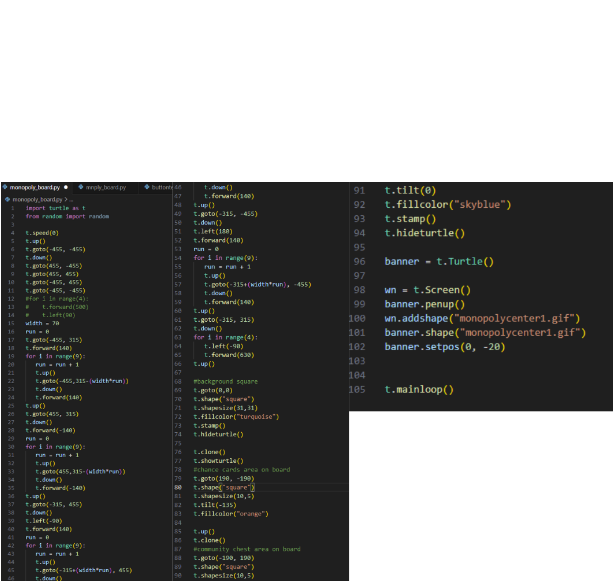 monopoly_board.py
mnply_board.py
monopoly_board.py > ...
1 import turtle as t
2 from random import random
3
4 t.speed(0)
5 t.up()
6 t.goto(-455, -455)
7 t.down()
8 t.goto(455, -455)
9 t.goto(455, 455)
10 t.goto(-455, 455)
11 t.goto(-455, -455)
12 #for i in range(4):
13 #    t.forward(500)
14 #    t.left(90)
15 width = 70
16 run = 0
17 t.goto(-455, 315)
18 t.forward(140)
19 for i in range(9):
20     run = run + 1
21     t.up()
22     t.goto(-455,315-(width*run))
23     t.down()
24     t.forward(140)
25 t.up()
26 t.goto(455, 315)
27 t.down()
28 t.forward(-140)
29 run = 0
30 for i in range(9):
31     run = run + 1
32     t.up()
33     t.goto(455,315-(width*run))
34     t.down()
35     t.forward(-140)
36 t.up()
37 t.goto(-315, 455)
38 t.down()
39 t.left(-90)
40 t.forward(140)
41 run = 0
42 for i in range(9):
43     run = run + 1
44     t.up()
45     t.goto(-315+(width*run), 455)
    t.down()
46     t.down()
47     t.forward(140)
48 t.up()
49 t.goto(-315, -455)
50 t.down()
51 t.left(180)
52 t.forward(140)
53 run = 0
54 for i in range(9):
55     run = run + 1
56     t.up()
57     t.goto(-315+(width*run), -455)
58     t.down()
59     t.forward(140)
60 t.up()
61 t.goto(-315, 315)
62 t.down()
63 for i in range(4):
64     t.left(-90)
65     t.forward(630)
66 t.up()
67
68 #background square
69 t.goto(0,0)
70 t.shape("square")
71 t.shapesize(31,31)
72 t.fillcolor("turquoise")
73 t.stamp()
74 t.hideturtle()
75
76 t.clone()
77 t.showturtle()
78 #chance cards area on board
79 t.goto(190, -190)
80 t.shape("square")
81 t.shapesize(10,5)
82 t.tilt(-135)
83 t.fillcolor("orange")
84
85 t.up()
86 t.clone()
87 #community chest area on board
88 t.goto(-190, 190)
89 t.shape("square")
90 t.shapesize(10,5)
91 t.tilt(0)
92 t.fillcolor("skyblue")
93 t.stamp()
94 t.hideturtle()
95
96 banner = t.Turtle()
97
98 wn = t.Screen()
99 banner.penup()
100 wn.addshape("monopolycenter1.gif")
101 banner.shape("monopolycenter1.gif")
102 banner.setpos(0, -20)
103
104
105 t.mainloop()